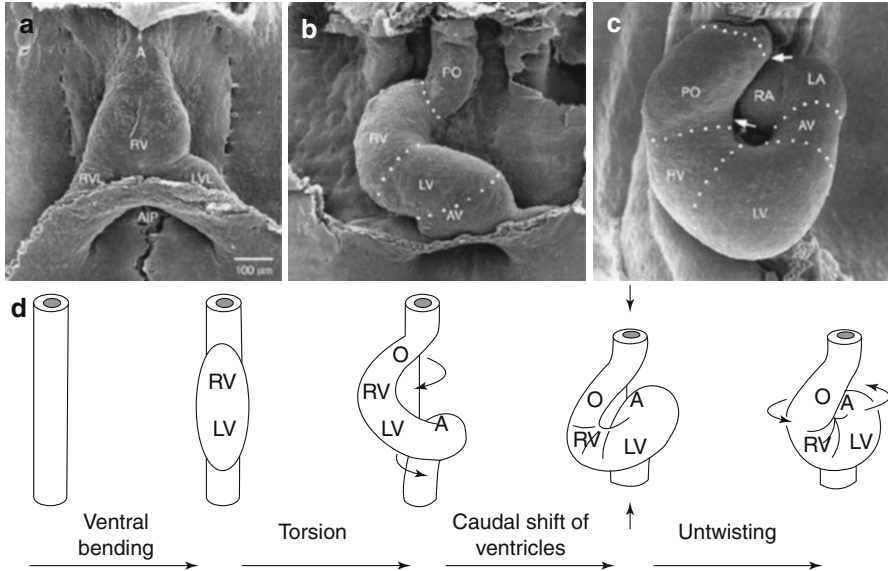 a
A
RV
RVL
LVL
AIP
100 μm
b
PO
RV
LV
AV
c
PO
RA
LA
AV
RV
LV
d
RV
LV
O
RV
LV
A
O
A
RV
LV
O
A
RV
LV
Ventral
bending
Torsion
Caudal shift of
ventricles
Untwisting